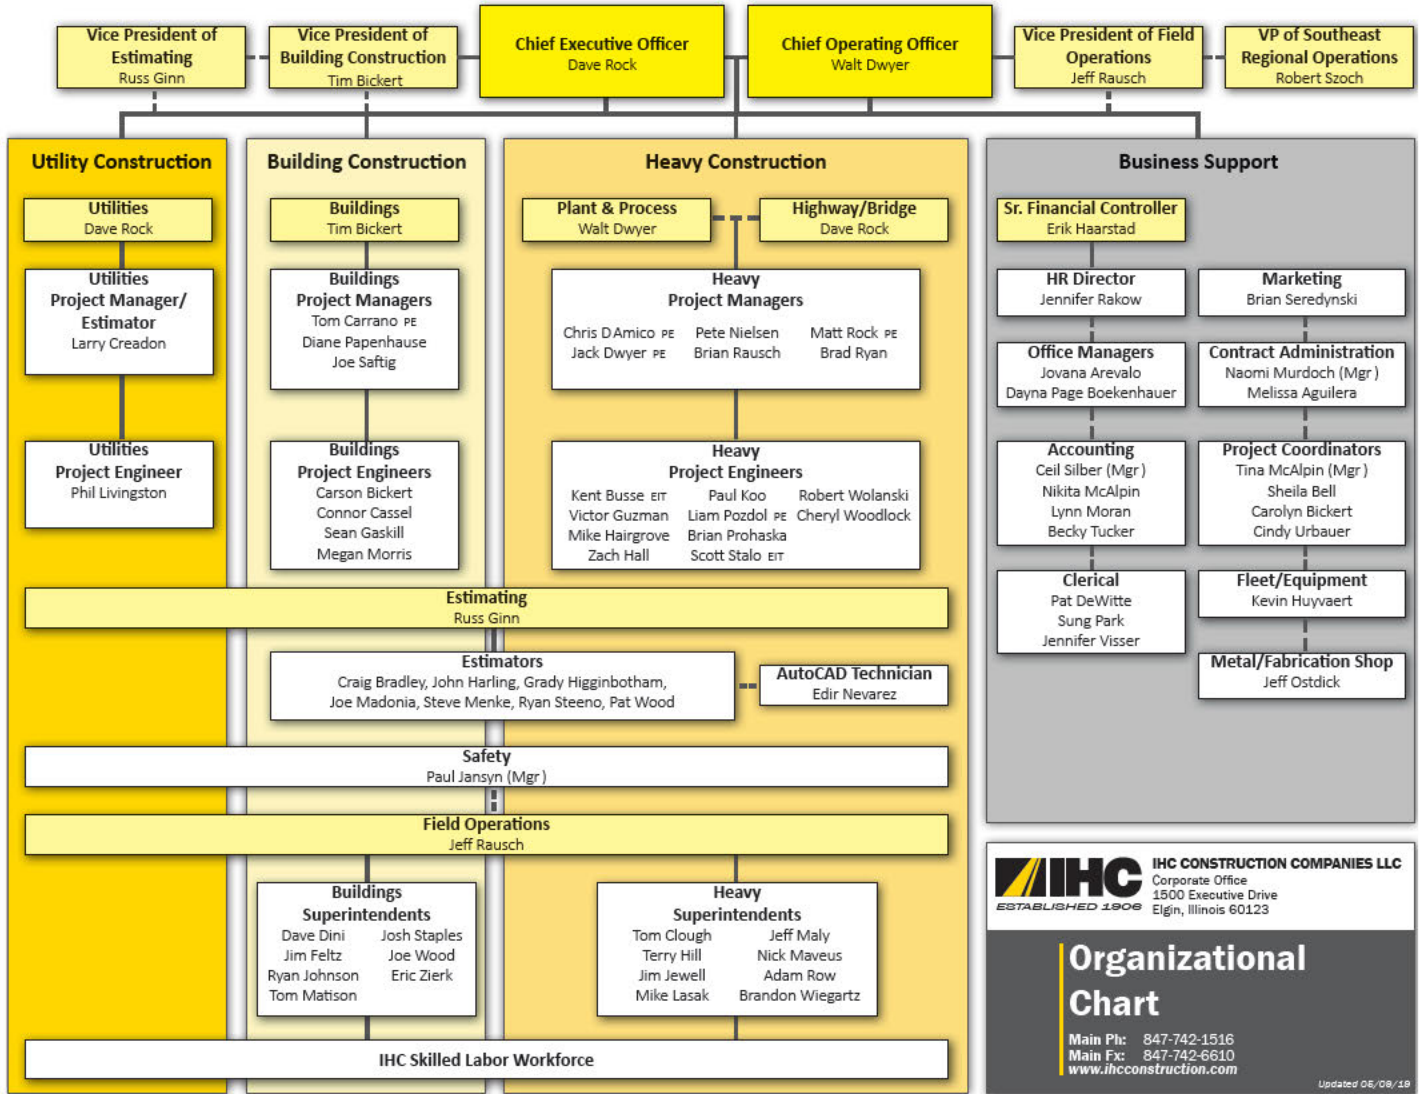 Vice President of
Estimating
Russ Ginn
Vice President of
Building Construction
Tim Bickert
Chief Executive Officer
Dave Rock
Chief Operating Officer
Walt Dwyer
Vice President of Field
Operations
Jeff Rausch
VP of Southeast
Regional Operations
Robert Szoch
Utility Construction
Utilities
Dave Rock
Utilities
Project Manager/
Estimator
Larry Creadon
Utilities
Project Engineer
Phil Livingston
Building Construction
Buildings
Tim Bickert
Buildings
Project Managers
Tom Carrano PE
Diane Papenhause
Joe Saftig
Buildings
Project Engineers
Carson Bickert
Connor Cassel
Sean Gaskill
Megan Morris
Heavy Construction
Plant & Process
Walt Dwyer
Highway/Bridge
Dave Rock
Heavy
Project Managers
Chris DAmico PE Pete Nielsen Matt Rock PE
Jack Dwyer PE Brian Rausch Brad Ryan
Heavy
Project Engineers
Kent Busse EIT Paul Koo Robert Wolanski
Victor Guzman Liam Pozdol PE Cheryl Woodlock
Mike Hairgrove Brian Prohaska
Zach Hall Scott Stalo EIT
Estimating
Russ Ginn
Estimators
Craig Bradley, John Harling, Grady Higginbotham,
Joe Madonia, Steve Menke, Ryan Steeno, Pat Wood
AutoCAD Technician
Edir Nevarez
Safety
Paul Jansyn (Mgr)
Field Operations
Jeff Rausch
Buildings
Superintendents
Dave Dini Josh Staples
Jim Feltz Joe Wood
Ryan Johnson Eric Zierk
Tom Matison
Heavy
Superintendents
Tom Clough Jeff Maly
Terry Hill Nick Maveus
Jim Jewell Adam Row
Mike Lasak Brandon Wiegartz
IHC Skilled Labor Workforce
Business Support
Sr. Financial Controller
Erik Haarstad
HR Director
Jennifer Rakow
Office Managers
Jovana Arevalo
Dayna Page Boekenhauer
Accounting
Ceil Silber (Mgr)
Nikita McAlpin
Lynn Moran
Becky Tucker
Clerical
Pat DeWitte
Sung Park
Jennifer Visser
Marketing
Brian Seredynski
Contract Administration
Naomi Murdoch (Mgr)
Melissa Aguilera
Project Coordinators
Tina McAlpin (Mgr)
Sheila Bell
Carolyn Bickert
Cindy Urbauer
Fleet/Equipment
Kevin Huyvaert
Metal/Fabrication Shop
Jeff Ostdick
IHC
ESTABLISHED 1906
IHC CONSTRUCTION COMPANIES LLC
Corporate Office
1500 Executive Drive
Elgin, Illinois 60123
Organizational
Chart
Main Ph: 847-742-1516
Main Fx: 847-742-6610
www.ihcconstruction.com
Updated